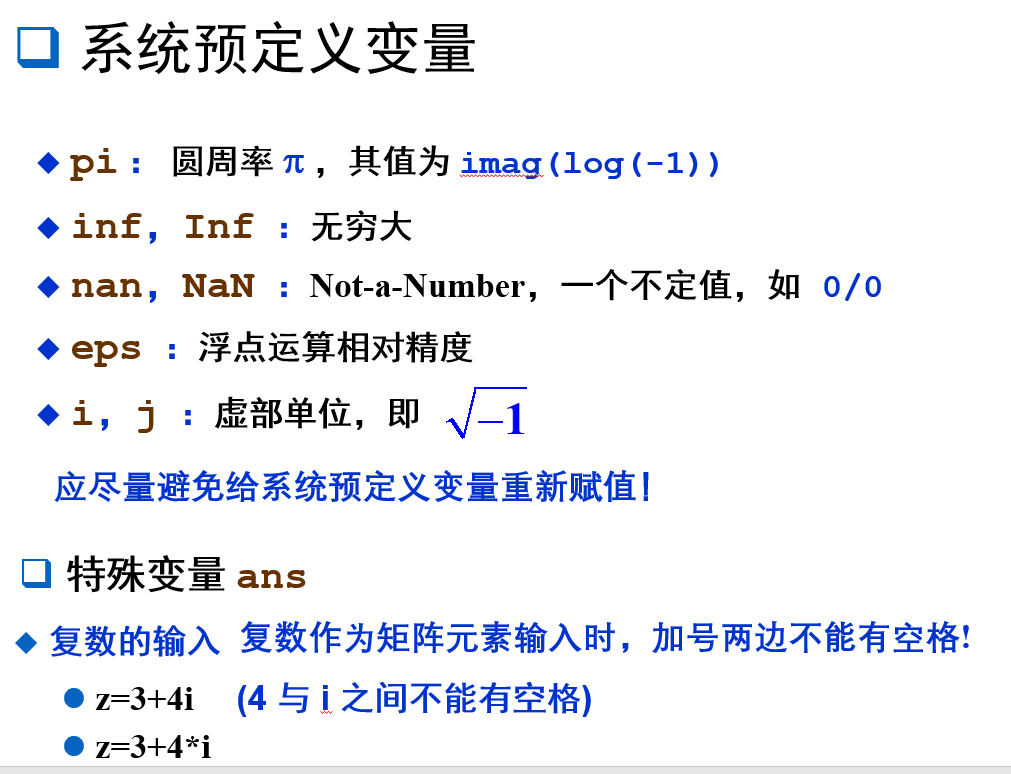 系统预定义变量
pi： 圆周率 π ，其值为 imag(log(-1))
inf，Inf ：无穷大
nan，NaN ：Not-a-Number，一个不定值，如 0/0
eps ：浮点运算相对精度
i，j ：虚部单位，即 √−1
应尽量避免给系统预定义变量重新赋值！
特殊变量 ans
复数的输入 复数作为矩阵元素输入时，加号两边不能有空格!
z=3+4i (4 与 i 之间不能有空格)
z=3+4*i